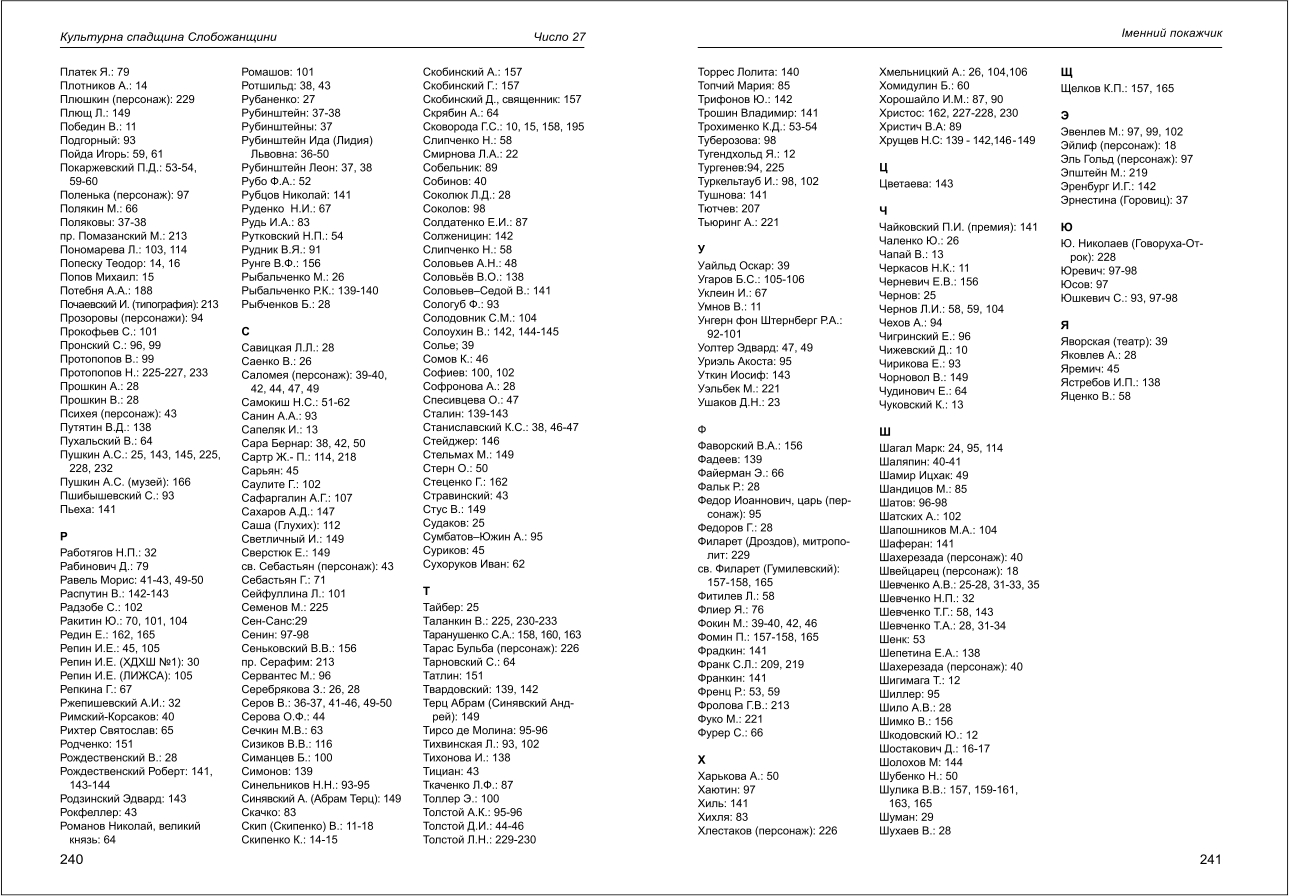 Культурна спадщина Слобожанщини
Число 27
Платек Я.: 79
Плотников А.: 14
Плюшкин (персонаж): 229
Плющ Л.: 149
Победин В.: 11
Подгорный: 93
Пойда Игорь: 59, 61
Покаржевский П.Д.: 53-54,
59-60
Поленька (персонаж): 97
Полякин М.: 66
Поляковы: 37-38
пр. Помазанский М.: 213
Пономарева Л.: 103, 114
Попеску Теодор: 14, 16
Попов Михаил: 15
Потебня А.А.: 188
Почаевский И. (типография): 213
Прозоровы (персонажи): 94
Прокофьев С.: 101
Пронский С.: 96, 99
Протопопов В.: 99
Протопопов Н.: 225-227, 233
Прошкин А.: 28
Прошкин В.: 28
Психея (персонаж): 43
Путятин В.Д.: 138
Пухальский В.: 64
Пушкин А.С.: 25, 143, 145, 225,
228, 232
Пушкин А.С. (музей): 166
Пшибышевский С.: 93
Пьеха: 141
Р
Работягов Н.П.: 32
Рабинович Д.: 79
Равель Морис: 41-43, 49-50
Распутин В.: 142-143
Радзобе С.: 102
Ракитин Ю.: 70, 101, 104
Редин Е.: 162, 165
Репин И.Е.: 45, 105
Репин И.Е. (ХДХШ №1): 30
Репин И.Е. (ЛИЖСА): 105
Репкина Г.: 67
Ржепишевский А.И.: 32
Римский-Корсаков: 40
Рихтер Святослав: 65
Родченко: 151
Рождественский В.: 28
Рождественский Роберт: 141,
143-144
Родзинский Эдвард: 143
Рокфеллер: 43
Романов Николай, великий
князь: 64
Ромашов: 101
Ротшильд: 38, 43
Рубаненко: 27
Рубинштейн: 37-38
Рубинштейны: 37
Рубинштейн Ида (Лидия)
Львовна: 36-50
Рубинштейн Леон: 37, 38
Рубо Ф.А.: 52
Рубцов Николай: 141
Руденко  Н.И.: 67
Рудь И.А.: 83
Рутковский Н.П.: 54
Рудник В.Я.: 91
Рунге В.Ф.: 156
Рыбальченко М.: 26
Рыбальченко Р.К.: 139-140
Рыбченков Б.: 28
С
Савицкая Л.Л.: 28
Саенко В.: 26
Саломея (персонаж): 39-40,
42, 44, 47, 49
Самокиш Н.С.: 51-62
Санин А.А.: 93
Сапеляк И.: 13
Сара Бернар: 38, 42, 50
Сартр Ж.- П.: 114, 218
Сарьян: 45
Саулите Г.: 102
Сафаргалин А.Г.: 107
Сахаров А.Д.: 147
Саша (Глухих): 112
Светличный И.: 149
Сверстюк Е.: 149
св. Себастьян (персонаж): 43
Себастьян Г.: 71
Сейфуллина Л.: 101
Семенов М.: 225
Сен-Санс:29
Сенин: 97-98
Сеньковский В.В.: 156
пр. Серафим: 213
Сервантес М.: 96
Серебрякова З.: 26, 28
Серов В.: 36-37, 41-46, 49-50
Серова О.Ф.: 44
Сечкин М.В.: 63
Сизиков В.В.: 116
Симанцев Б.: 100
Симонов: 139
Синельников Н.Н.: 93-95
Синявский А. (Абрам Терц): 149
Скачко: 83
Скип (Скипенко) В.: 11-18
Скипенко К.: 14-15
Скобинский А.: 157
Скобинский Г.: 157
Скобинский Д., священник: 157
Скрябин А.: 64
Сковорода Г.С.: 10, 15, 158, 195
Слипченко Н.: 58
Смирнова Л.А.: 22
Собельник: 89
Собинов: 40
Соколюк Л.Д.: 28
Соколов: 98
Солдатенко Е.И.: 87
Солженицин: 142
Слипченко Н.: 58
Соловьев А.Н.: 48
Соловьёв В.О.: 138
Соловьев–Седой В.: 141
Сологуб Ф.: 93
Солодовник С.М.: 104
Солоухин В.: 142, 144-145
Солье; 39
Сомов К.: 46
Софиев: 100, 102
Софронова А.: 28
Спесивцева О.: 47
Сталин: 139-143
Станиславский К.С.: 38, 46-47
Стейджер: 146
Стельмах М.: 149
Стерн О.: 50
Стеценко Г.: 162
Стравинский: 43
Стус В.: 149
Судаков: 25
Сумбатов–Южин А.: 95
Суриков: 45
Сухоруков Иван: 62
Т
Тайбер: 25
Таланкин В.: 225, 230-233
Таранушенко С.А.: 158, 160, 163
Тарас Бульба (персонаж): 226
Тарновский С.: 64
Татлин: 151
Твардовский: 139, 142
Терц Абрам (Синявский Анд-
рей): 149
Тирсо де Молина: 95-96
Тихвинская Л.: 93, 102
Тихонова И.: 138
Тициан: 43
Ткаченко Л.Ф.: 87
Толлер Э.: 100
Толстой А.К.: 95-96
Толстой Д.И.: 44-46
Толстой Л.Н.: 229-230
240
Іменний покажчик
Торрес Лолита: 140
Топчий Мария: 85
Трифонов Ю.: 142
Трошин Владимир: 141
Трохименко К.Д.: 53-54
Туберозова: 98
Тугендхольд Я.: 12
Тургенев:94, 225
Туркельтауб И.: 98, 102
Тушнова: 141
Тютчев: 207
Тьюринг А.: 221
У
Уайльд Оскар: 39
Угаров Б.С.: 105-106
Уклеин И.: 67
Умнов В.: 11
Унгерн фон Штернберг Р.А.:
92-101
Уолтер Эдвард: 47, 49
Уриэль Акоста: 95
Уткин Иосиф: 143
Уэльбек М.: 221
Ушаков Д.Н.: 23
Ф
Фаворский В.А.: 156
Фадеев: 139
Файерман Э.: 66
Фальк Р.: 28
Федор Иоаннович, царь (пер-
сонаж): 95
Федоров Г.: 28
Филарет (Дроздов), митропо-
лит: 229
св. Филарет (Гумилевский):
157-158, 165
Фитилев Л.: 58
Флиер Я.: 76
Фокин М.: 39-40, 42, 46
Фомин П.: 157-158, 165
Фрадкин: 141
Франк С.Л.: 209, 219
Франкин: 141
Френц Р.: 53, 59
Фролова Г.В.: 213
Фуко М.: 221
Фурер С.: 66
Х
Харькова А.: 50
Хаютин: 97
Хиль: 141
Хихля: 83
Хлестаков (персонаж): 226
Хмельницкий А.: 26, 104,106
Хомидулин Б.: 60
Хорошайло И.М.: 87, 90
Христос: 162, 227-228, 230
Христич В.А: 89
Хрущев Н.С: 139 - 142,146-149
Ц
Цветаева: 143
Ч
Чайковский П.И. (премия): 141
Чаленко Ю.: 26
Чапай В.: 13
Черкасов Н.К.: 11
Черневич Е.В.: 156
Чернов: 25
Чернов Л.И.: 58, 59, 104
Чехов А.: 94
Чигринский Е.: 96
Чижевский Д.: 10
Чирикова Е.: 93
Чорновол В.: 149
Чудинович Е.: 64
Чуковский К.: 13
Ш
Шагал Марк: 24, 95, 114
Шаляпин: 40-41
Шамир Ицхак: 49
Шандицов М.: 85
Шатов: 96-98
Шатских А.: 102
Шапошников М.А.: 104
Шаферан: 141
Шахерезада (персонаж): 40
Швейцарец (персонаж): 18
Шевченко А.В.: 25-28, 31-33, 35
Шевченко Н.П.: 32
Шевченко Т.Г.: 58, 143
Шевченко Т.А.: 28, 31-34
Шенк: 53
Шепетина Е.А.: 138
Шахерезада (персонаж): 40
Шигимага Т.: 12
Шиллер: 95
Шило А.В.: 28
Шимко В.: 156
Шкодовский Ю.: 12
Шостакович Д.: 16-17
Шолохов М: 144
Шубенко Н.: 50
Шулика В.В.: 157, 159-161,
163, 165
Шуман: 29
Шухаев В.: 28
Щ
Щелков К.П.: 157, 165
Э
Эвенлев М.: 97, 99, 102
Эйлиф (персонаж): 18
Эль Гольд (персонаж): 97
Эпштейн М.: 219
Эренбург И.Г.: 142
Эрнестина (Горовиц): 37
Ю
Ю. Николаев (Говоруха-От-
рок): 228
Юревич: 97-98
Юсов: 97
Юшкевич С.: 93, 97-98
Я
Яворская (театр): 39
Яковлев А.: 28
Яремич: 45
Ястребов И.П.: 138
Яценко В.: 58
241